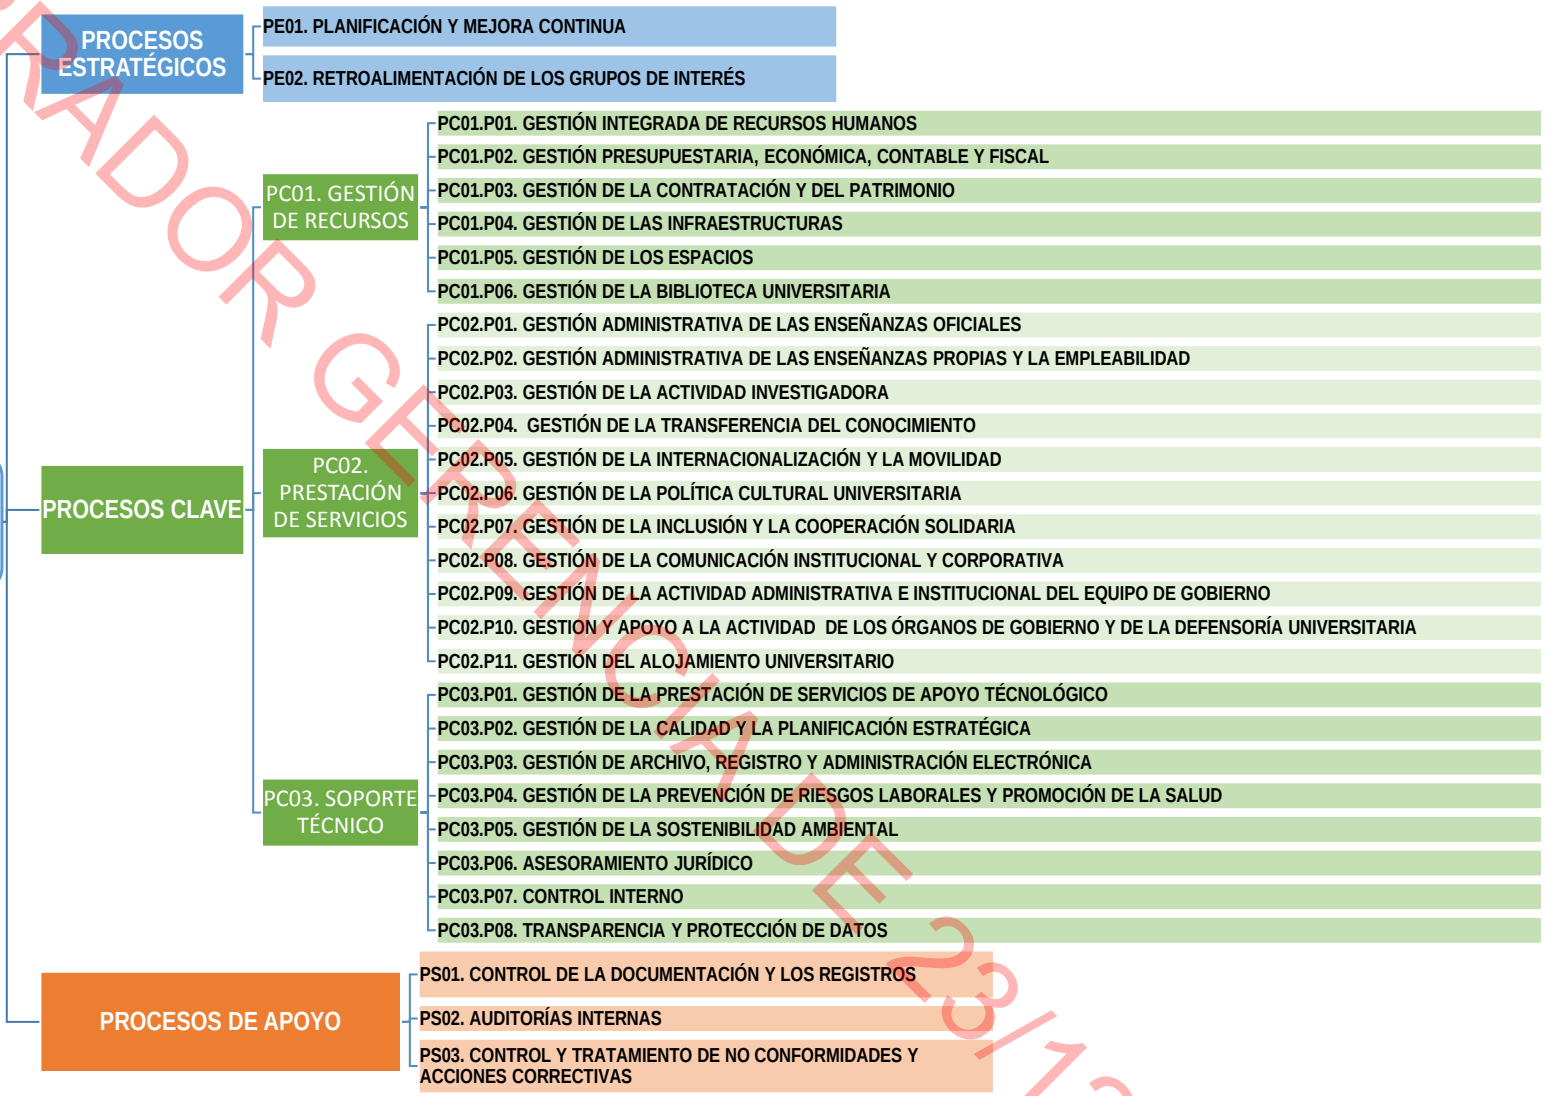 PROCESOS
ESTRATÉGICOS
PE01. PLANIFICACIÓN Y MEJORA CONTINUA
PE02. RETROALIMENTACIÓN DE LOS GRUPOS DE INTERÉS
PROCESOS CLAVE
PC01. GESTIÓN
DE RECURSOS
PC01.P01. GESTIÓN INTEGRADA DE RECURSOS HUMANOS
PC01.P02. GESTIÓN PRESUPUESTARIA, ECONÓMICA, CONTABLE Y FISCAL
PC01.P03. GESTIÓN DE LA CONTRATACIÓN Y DEL PATRIMONIO
PC01.P04. GESTIÓN DE LAS INFRAESTRUCTURAS
PC01.P05. GESTIÓN DE LOS ESPACIOS
PC01.P06. GESTIÓN DE LA BIBLIOTECA UNIVERSITARIA
PC02.
PRESTACIÓN
DE SERVICIOS
PC02.P01. GESTIÓN ADMINISTRATIVA DE LAS ENSEÑANZAS OFICIALES
PC02.P02. GESTIÓN ADMINISTRATIVA DE LAS ENSEÑANZAS PROPIAS Y LA EMPLEABILIDAD
PC02.P03. GESTIÓN DE LA ACTIVIDAD INVESTIGADORA
PC02.P04. GESTIÓN DE LA TRANSFERENCIA DEL CONOCIMIENTO
PC02.P05. GESTIÓN DE LA INTERNACIONALIZACIÓN Y LA MOVILIDAD
PC02.P06. GESTIÓN DE LA POLÍTICA CULTURAL UNIVERSITARIA
PC02.P07. GESTIÓN DE LA INCLUSIÓN Y LA COOPERACIÓN SOLIDARIA
PC02.P08. GESTIÓN DE LA COMUNICACIÓN INSTITUCIONAL Y CORPORATIVA
PC02.P09. GESTIÓN DE LA ACTIVIDAD ADMINISTRATIVA E INSTITUCIONAL DEL EQUIPO DE GOBIERNO
PC02.P10. GESTIÓN Y APOYO A LA ACTIVIDAD DE LOS ÓRGANOS DE GOBIERNO Y DE LA DEFENSORÍA UNIVERSITARIA
PC02.P11. GESTIÓN DEL ALOJAMIENTO UNIVERSITARIO
PC03. SOPORTE
TÉCNICO
PC03.P01. GESTIÓN DE LA PRESTACIÓN DE SERVICIOS DE APOYO TÉCNOLÓGICO
PC03.P02. GESTIÓN DE LA CALIDAD Y LA PLANIFICACIÓN ESTRATÉGICA
PC03.P03. GESTIÓN DE ARCHIVO, REGISTRO Y ADMINISTRACIÓN ELECTRÓNICA
PC03.P04. GESTIÓN DE LA PREVENCIÓN DE RIESGOS LABORALES Y PROMOCIÓN DE LA SALUD
PC03.P05. GESTIÓN DE LA SOSTENIBILIDAD AMBIENTAL
PC03.P06. ASESORAMIENTO JURÍDICO
PC03.P07. CONTROL INTERNO
PC03.P08. TRANSPARENCIA Y PROTECCIÓN DE DATOS
PROCESOS DE APOYO
PS01. CONTROL DE LA DOCUMENTACIÓN Y LOS REGISTROS
PS02. AUDITORÍAS INTERNAS
PS03. CONTROL Y TRATAMIENTO DE NO CONFORMIDADES Y
ACCIONES CORRECTIVAS
RADOR GERENCIA DE 23/12